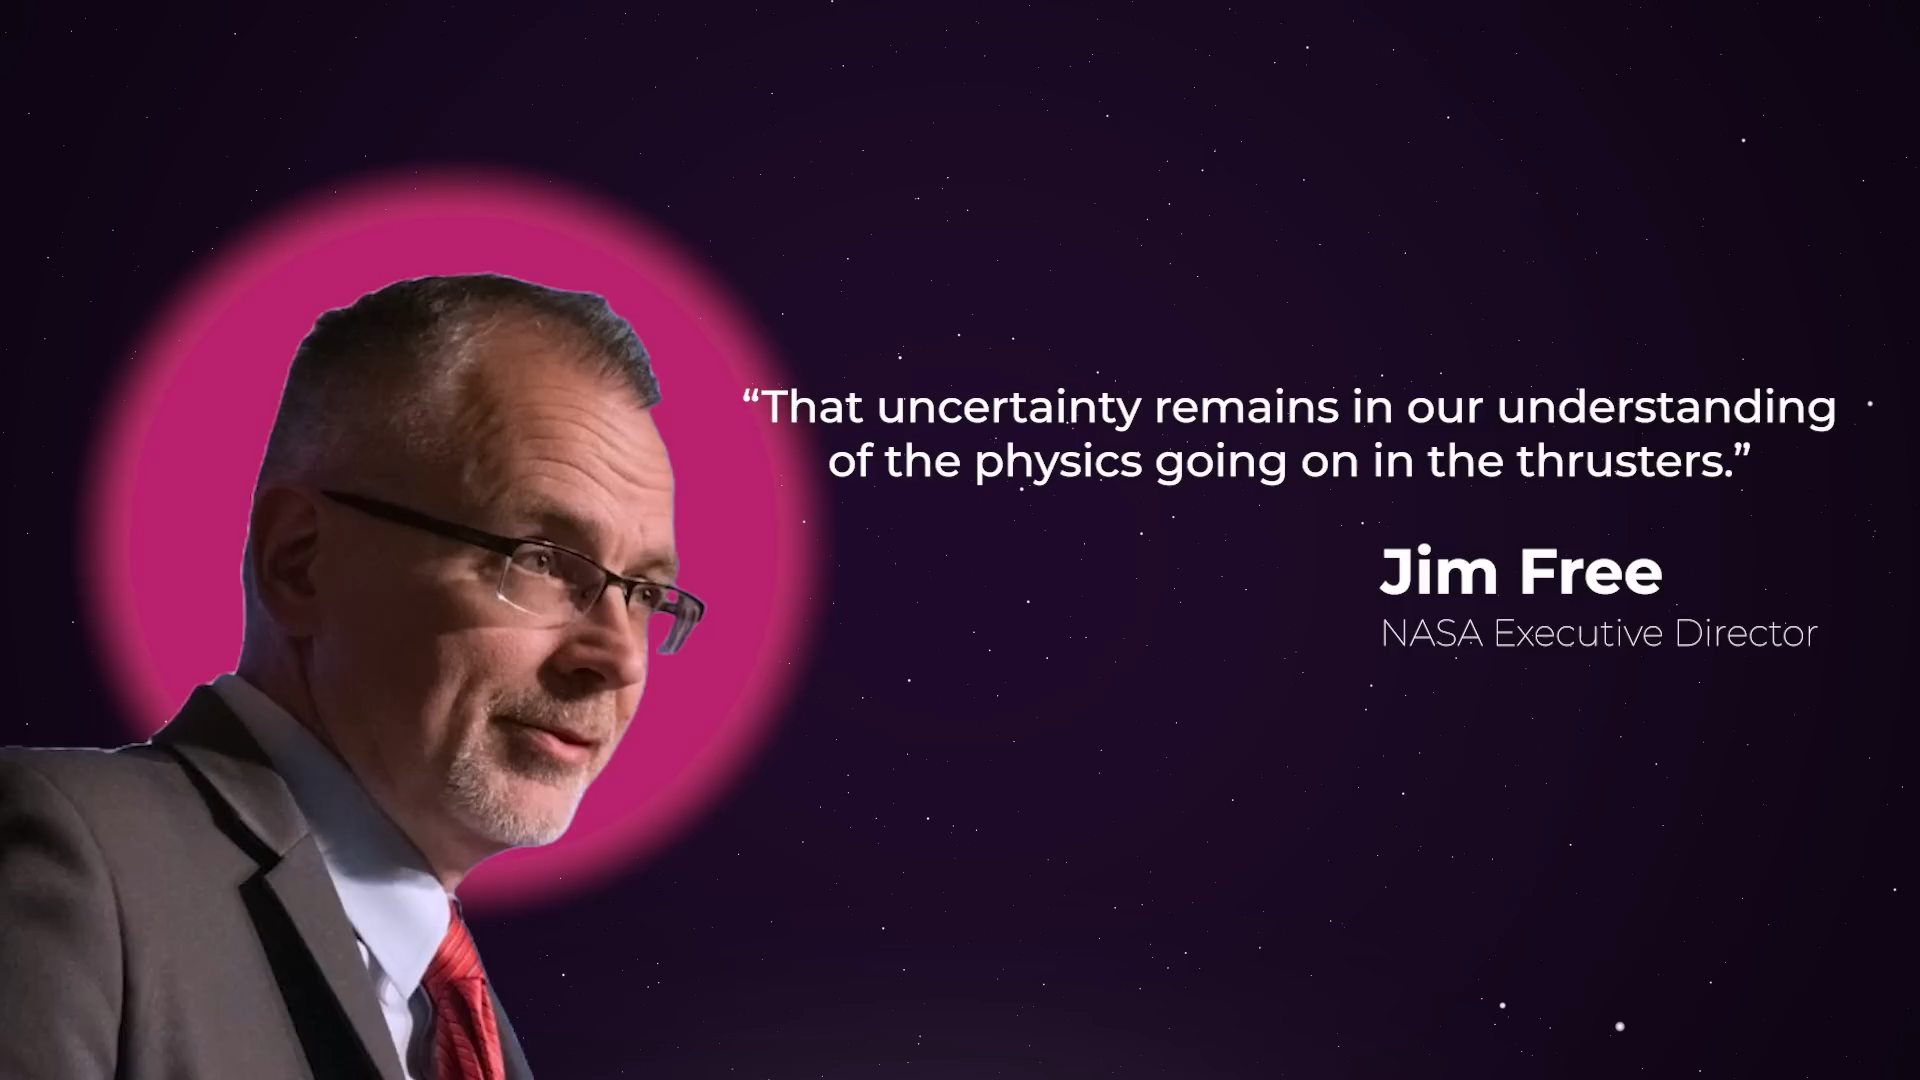 “That uncertainty remains in our understanding
of the physics going on in the thrusters.”
Jim Free
NASA Executive Director